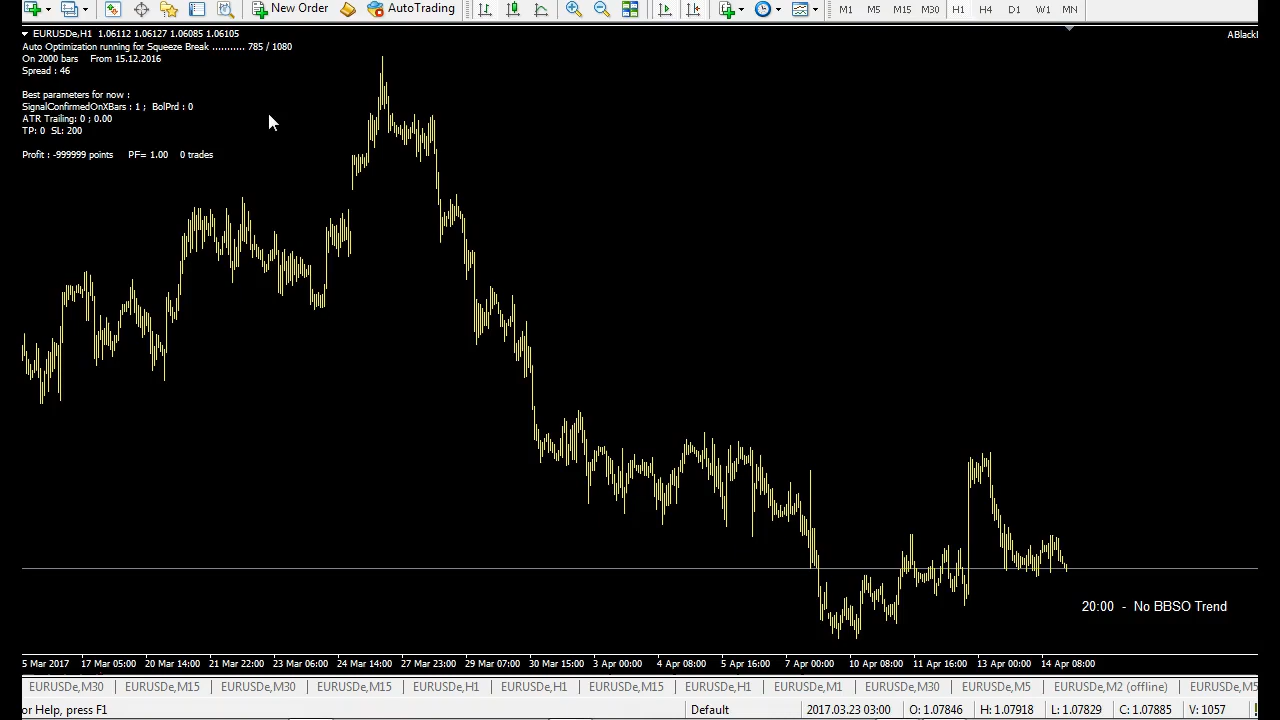 New Order AutoTrading M1 M5 M15 M30 H1 H4 D1 W1 MN
EURUSDe,H1 1.06112 1.06127 1.06085 1.06105
Auto Optimization running for Squeeze Break ........... 785 / 1080
On 2000 bars From 15.12.2016
Spread : 46
Best parameters for now :
SignalConfirmedOnXBars : 1 ; BolPrd : 0
ATR Trailing: 0 ; 0.00
TP: 0 SL: 200
Profit : -999999 points PF= 1.00 0 trades
ABlackI
20:00 - No BBSO Trend
5 Mar 2017 17 Mar 05:00 20 Mar 14:00 21 Mar 22:00 23 Mar 06:00 24 Mar 14:00 27 Mar 23:00 29 Mar 07:00 30 Mar 15:00 3 Apr 00:00 4 Apr 08:00 5 Apr 16:00 7 Apr 00:00 10 Apr 08:00 11 Apr 16:00 13 Apr 00:00 14 Apr 08:00
EURUSDe,M30 EURUSDe,M15 EURUSDe,M30 EURUSDe,M15 EURUSDe,H1 EURUSDe,H1 EURUSDe,M15 EURUSDe,H1 EURUSDe,M1 EURUSDe,M30 EURUSDe,M5 EURUSDe,M2 (offline) EURUSDe,M5
or Help, press F1 Default 2017.03.23 03:00 O: 1.07846 H: 1.07918 L: 1.07829 C: 1.07885 V: 1057